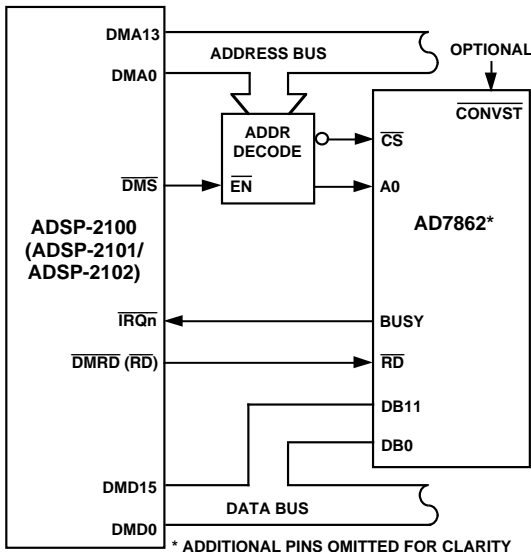 DMA13
ADDRESS BUS
OPTIONAL
DMA0
CONVST
ADDR
DECODE
CS
DMS
EN
A0
ADSP-2100
(ADSP-2101/
ADSP-2102)
AD7862*
IRQn
BUSY
DMRD (RD)
RD
DB11
DB0
DMD15
DATA BUS
DMD0
* ADDITIONAL PINS OMITTED FOR CLARITY